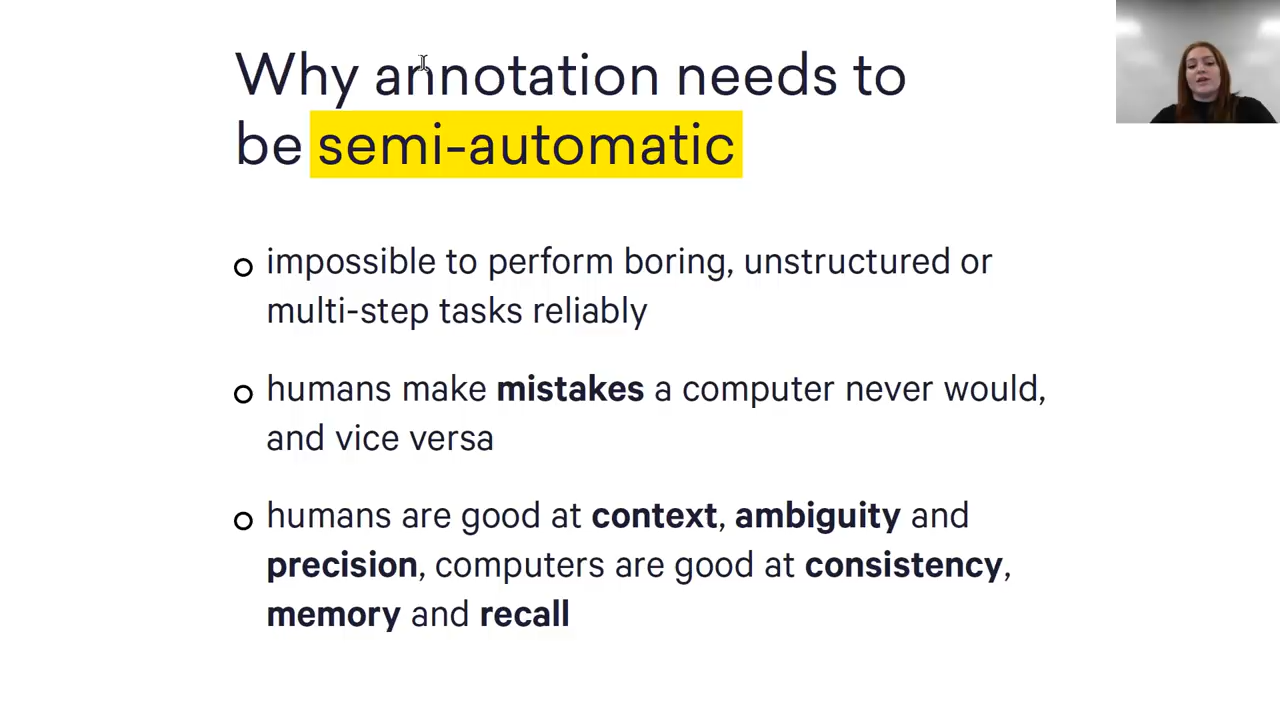 Why annotation needs to
be semi-automatic
impossible to perform boring, unstructured or
multi-step tasks reliably
humans make mistakes a computer never would,
and vice versa
humans are good at context, ambiguity and
precision, computers are good at consistency,
memory and recall